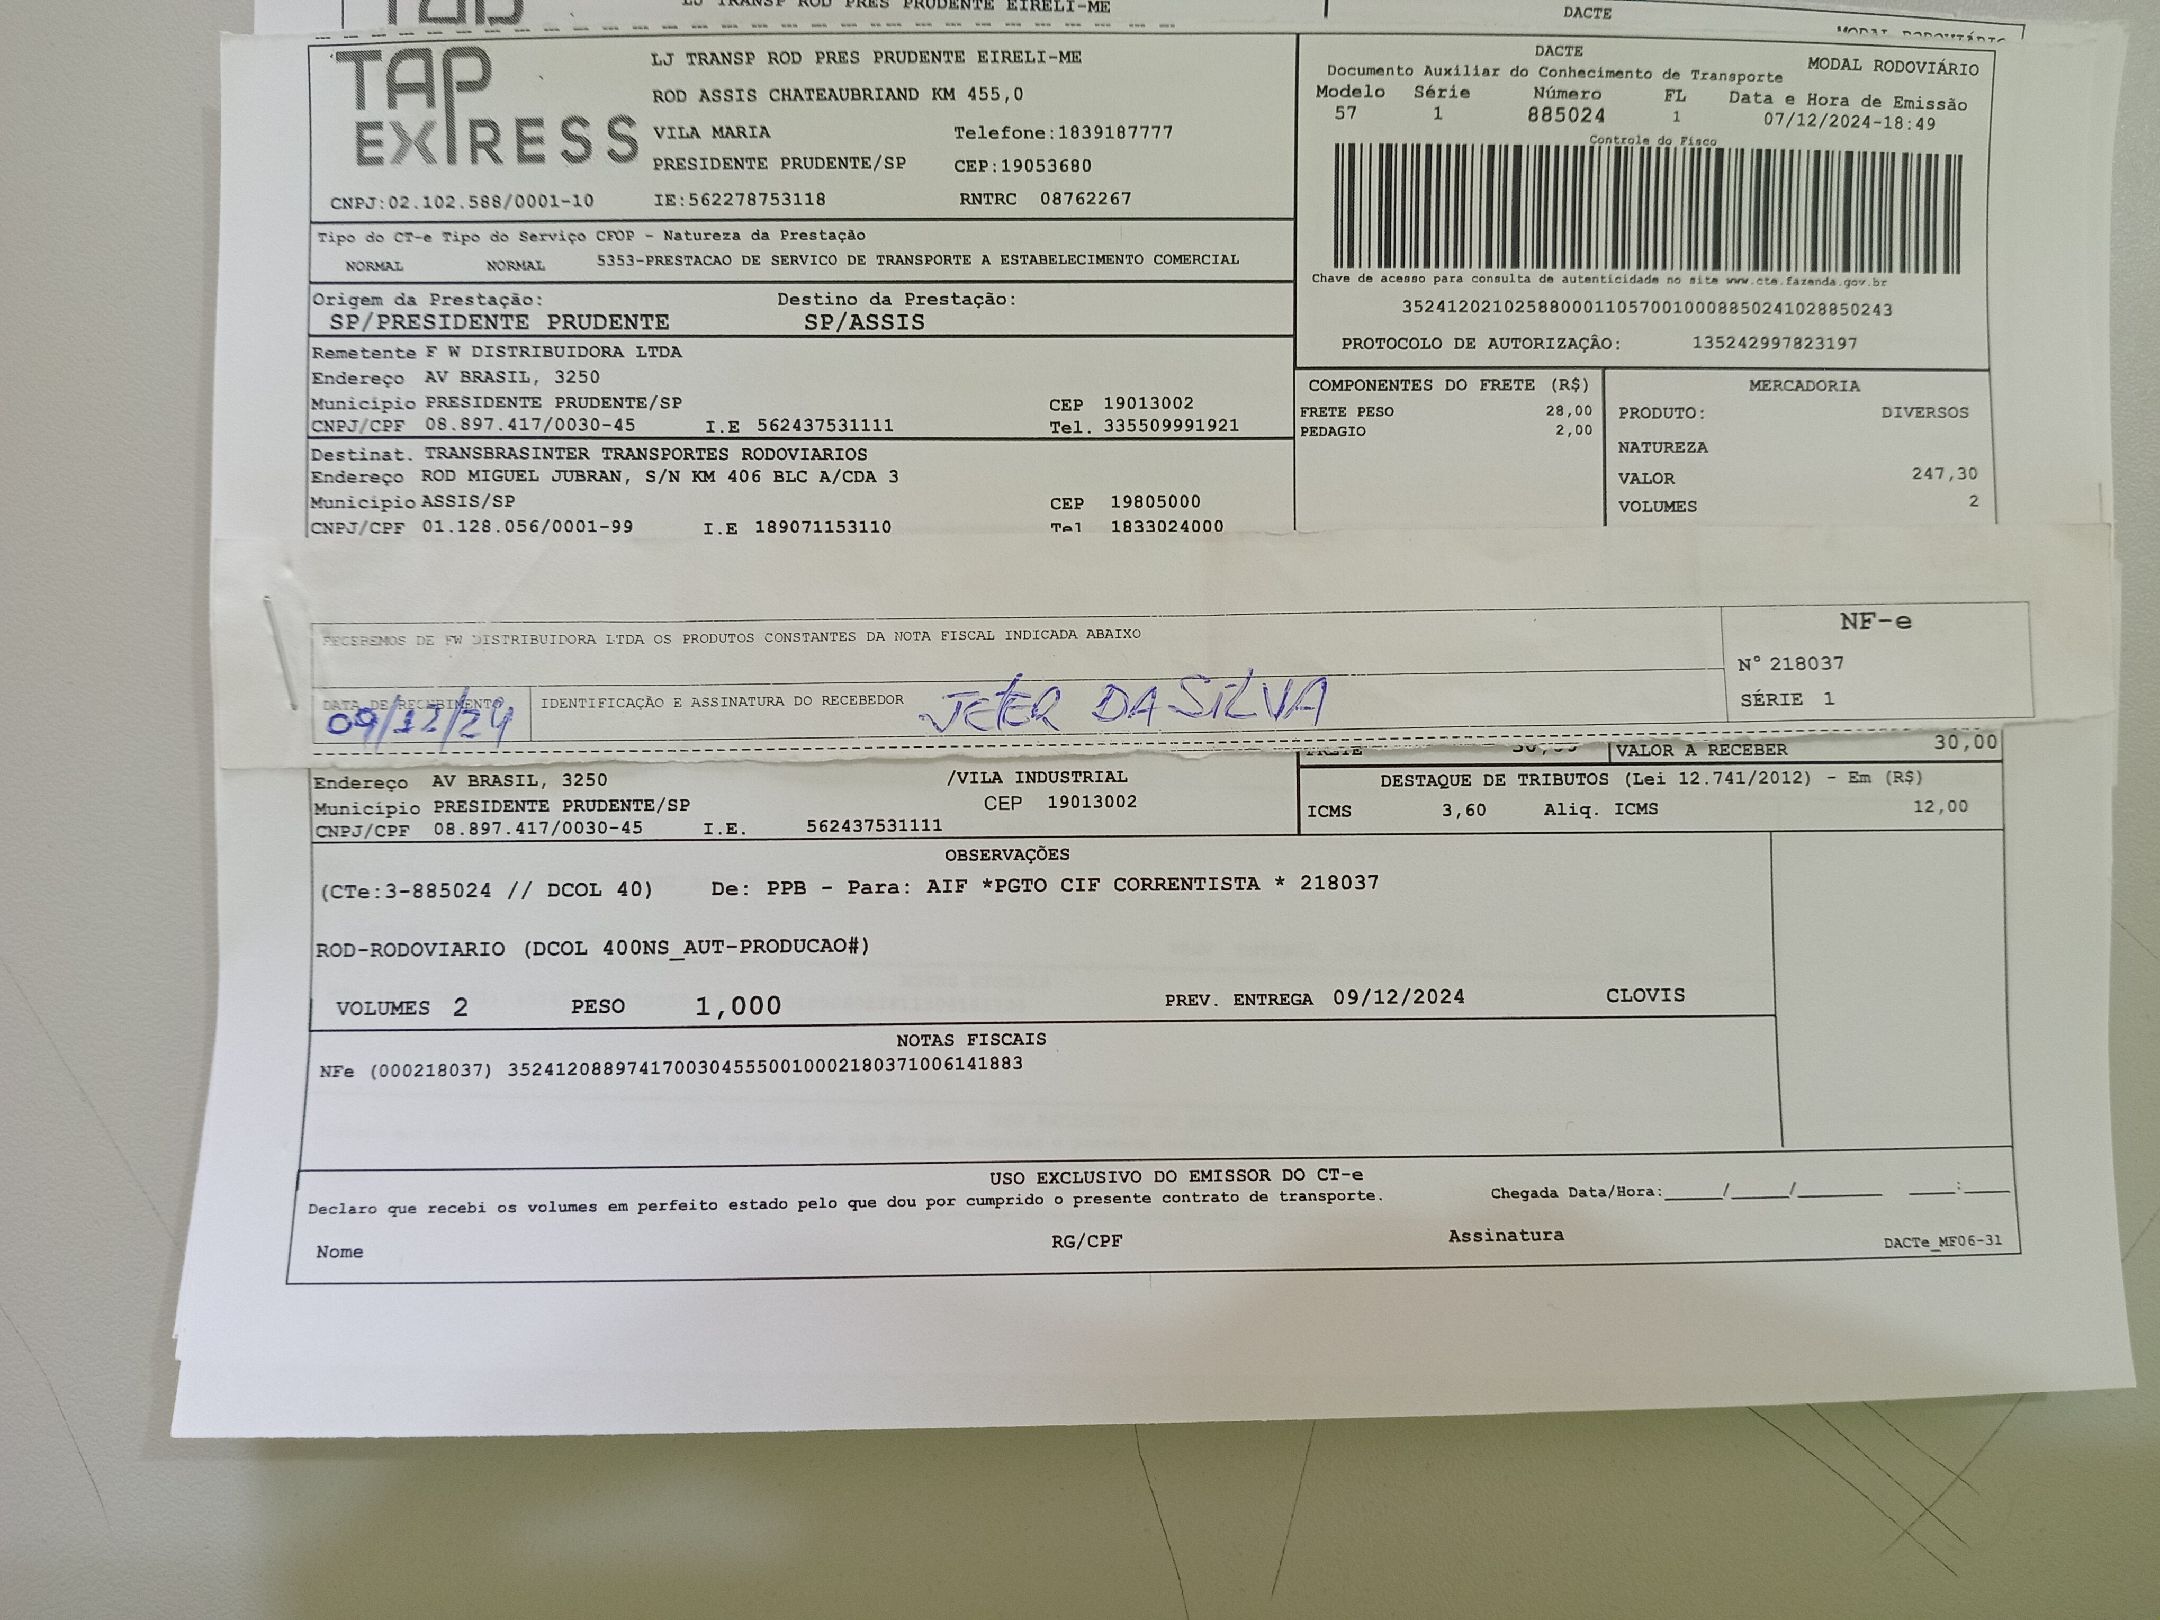 LJ TRANSP ROD PRES PRUDENTE EIRELI-ME
DACTE
TAP EXPRESS
LJ TRANSP ROD PRES PRUDENTE EIRELI-ME
ROD ASSIS CHATEAUBRIAND KM 455,0
VILA MARIA Telefone:1839187777
PRESIDENTE PRUDENTE/SP CEP:19053680
CNPJ:02.102.588/0001-10 IE:562278753118 RNTRC 08762267
DACTE
Documento Auxiliar do Conhecimento de Transporte MODAL RODOVIÁRIO
Modelo Série Número FL Data e Hora de Emissão
57 1 885024 1 07/12/2024-18:49
Controle do Fisco
Chave de acesso para consulta de autenticidade no site www.cte.fazenda.gov.br
35241202102588000110570010008850241028850243
PROTOCOLO DE AUTORIZAÇÃO: 135242997823197
Tipo do CT-e Tipo do Serviço CFOP - Natureza da Prestação
NORMAL NORMAL 5353-PRESTACAO DE SERVICO DE TRANSPORTE A ESTABELECIMENTO COMERCIAL
Origem da Prestação: Destino da Prestação:
SP/PRESIDENTE PRUDENTE SP/ASSIS
Remetente F W DISTRIBUIDORA LTDA
Endereço AV BRASIL, 3250
Município PRESIDENTE PRUDENTE/SP CEP 19013002
CNPJ/CPF 08.897.417/0030-45 I.E 562437531111 Tel. 335509991921
Destinat. TRANSBRASINTER TRANSPORTES RODOVIARIOS
Endereço ROD MIGUEL JUBRAN, S/N KM 406 BLC A/CDA 3
Município ASSIS/SP CEP 19805000
CNPJ/CPF 01.128.056/0001-99 I.E 189071153110 Tel 1833024000
COMPONENTES DO FRETE (R$)
FRETE PESO 28,00
PEDAGIO 2,00
MERCADORIA
PRODUTO: DIVERSOS
NATUREZA
VALOR 247,30
VOLUMES 2
RECEBEMOS DE FW DISTRIBUIDORA LTDA OS PRODUTOS CONSTANTES DA NOTA FISCAL INDICADA ABAIXO
NF-e
N° 218037
SÉRIE 1
DATA DE RECEBIMENTO IDENTIFICAÇÃO E ASSINATURA DO RECEBEDOR JETER DA SILVA
09/12/24
VALOR A RECEBER 30,00
Endereço AV BRASIL, 3250 /VILA INDUSTRIAL
Município PRESIDENTE PRUDENTE/SP CEP 19013002
CNPJ/CPF 08.897.417/0030-45 I.E. 562437531111
DESTAQUE DE TRIBUTOS (Lei 12.741/2012) - Em (R$)
ICMS 3,60 Aliq. ICMS 12,00
OBSERVAÇÕES
(CTe:3-885024 // DCOL 40) De: PPB - Para: AIF *PGTO CIF CORRENTISTA * 218037
ROD-RODOVIARIO (DCOL 400NS_AUT-PRODUCAO#)
VOLUMES 2 PESO 1,000 PREV. ENTREGA 09/12/2024 CLOVIS
NOTAS FISCAIS
NFe (000218037) 35241208897417003045550010002180371006141883
USO EXCLUSIVO DO EMISSOR DO CT-e
Declaro que recebi os volumes em perfeito estado pelo que dou por cumprido o presente contrato de transporte. Chegada Data/Hora:_____/_____/_______ ____:____
Nome RG/CPF Assinatura DACTe_MF06-31